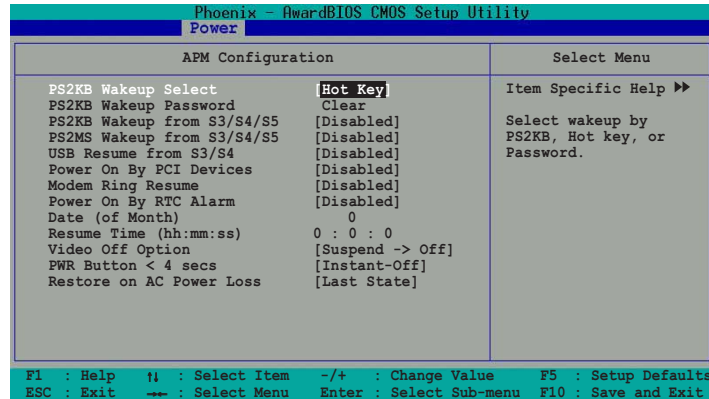 Phoenix - AwardBIOS CMOS Setup Utility
Power
APM Configuration
Select Menu
PS2KB Wakeup Select [Hot Key]
PS2KB Wakeup Password Clear
PS2KB Wakeup from S3/S4/S5 [Disabled]
PS2MS Wakeup from S3/S4/S5 [Disabled]
USB Resume from S3/S4 [Disabled]
Power On By PCI Devices [Disabled]
Modem Ring Resume [Disabled]
Power On By RTC Alarm [Disabled]
Date (of Month) 0
Resume Time (hh:mm:ss) 0 : 0 : 0
Video Off Option [Suspend -> Off]
PWR Button < 4 secs [Instant-Off]
Restore on AC Power Loss [Last State]
Item Specific Help ►►
Select wakeup by
PS2KB, Hot key, or
Password.
F1 : Help ↑↓ : Select Item -/+ : Change Value F5 : Setup Defaults
ESC : Exit →← : Select Menu Enter : Select Sub-menu F10 : Save and Exit